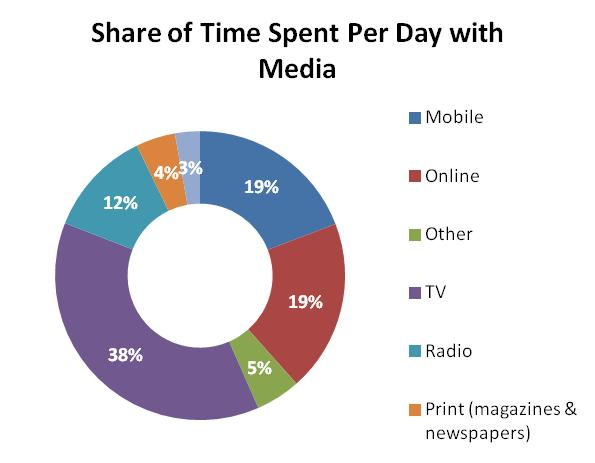 Share of Time Spent Per Day with
Media
19%
19%
5%
38%
12%
4%
3%
Mobile
Online
Other
TV
Radio
Print (magazines &
newspapers)